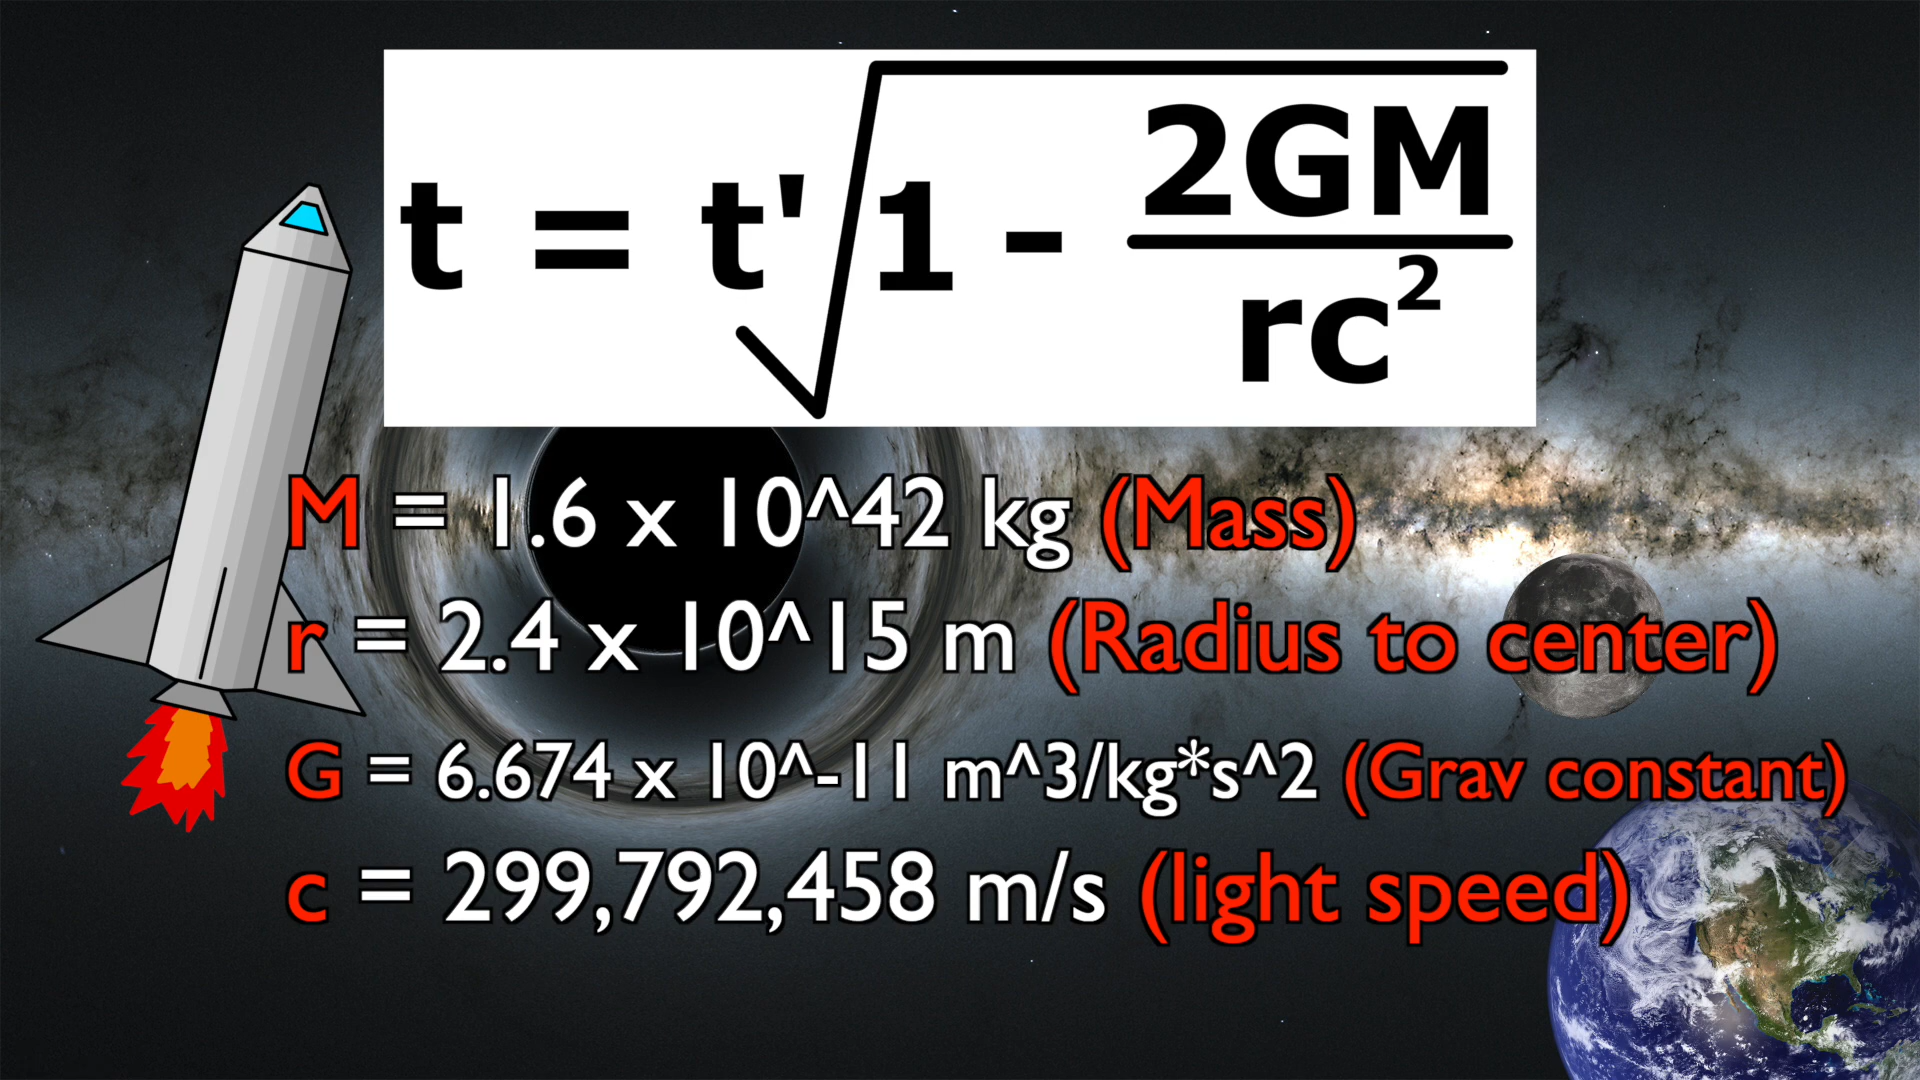 t = t'√1 - 2GM
rc²
M = 1.6 x 10^42 kg (Mass)
r = 2.4 x 10^15 m (Radius to center)
G = 6.674 x 10^-11 m^3/kg*s^2 (Grav constant)
c = 299,792,458 m/s (light speed)